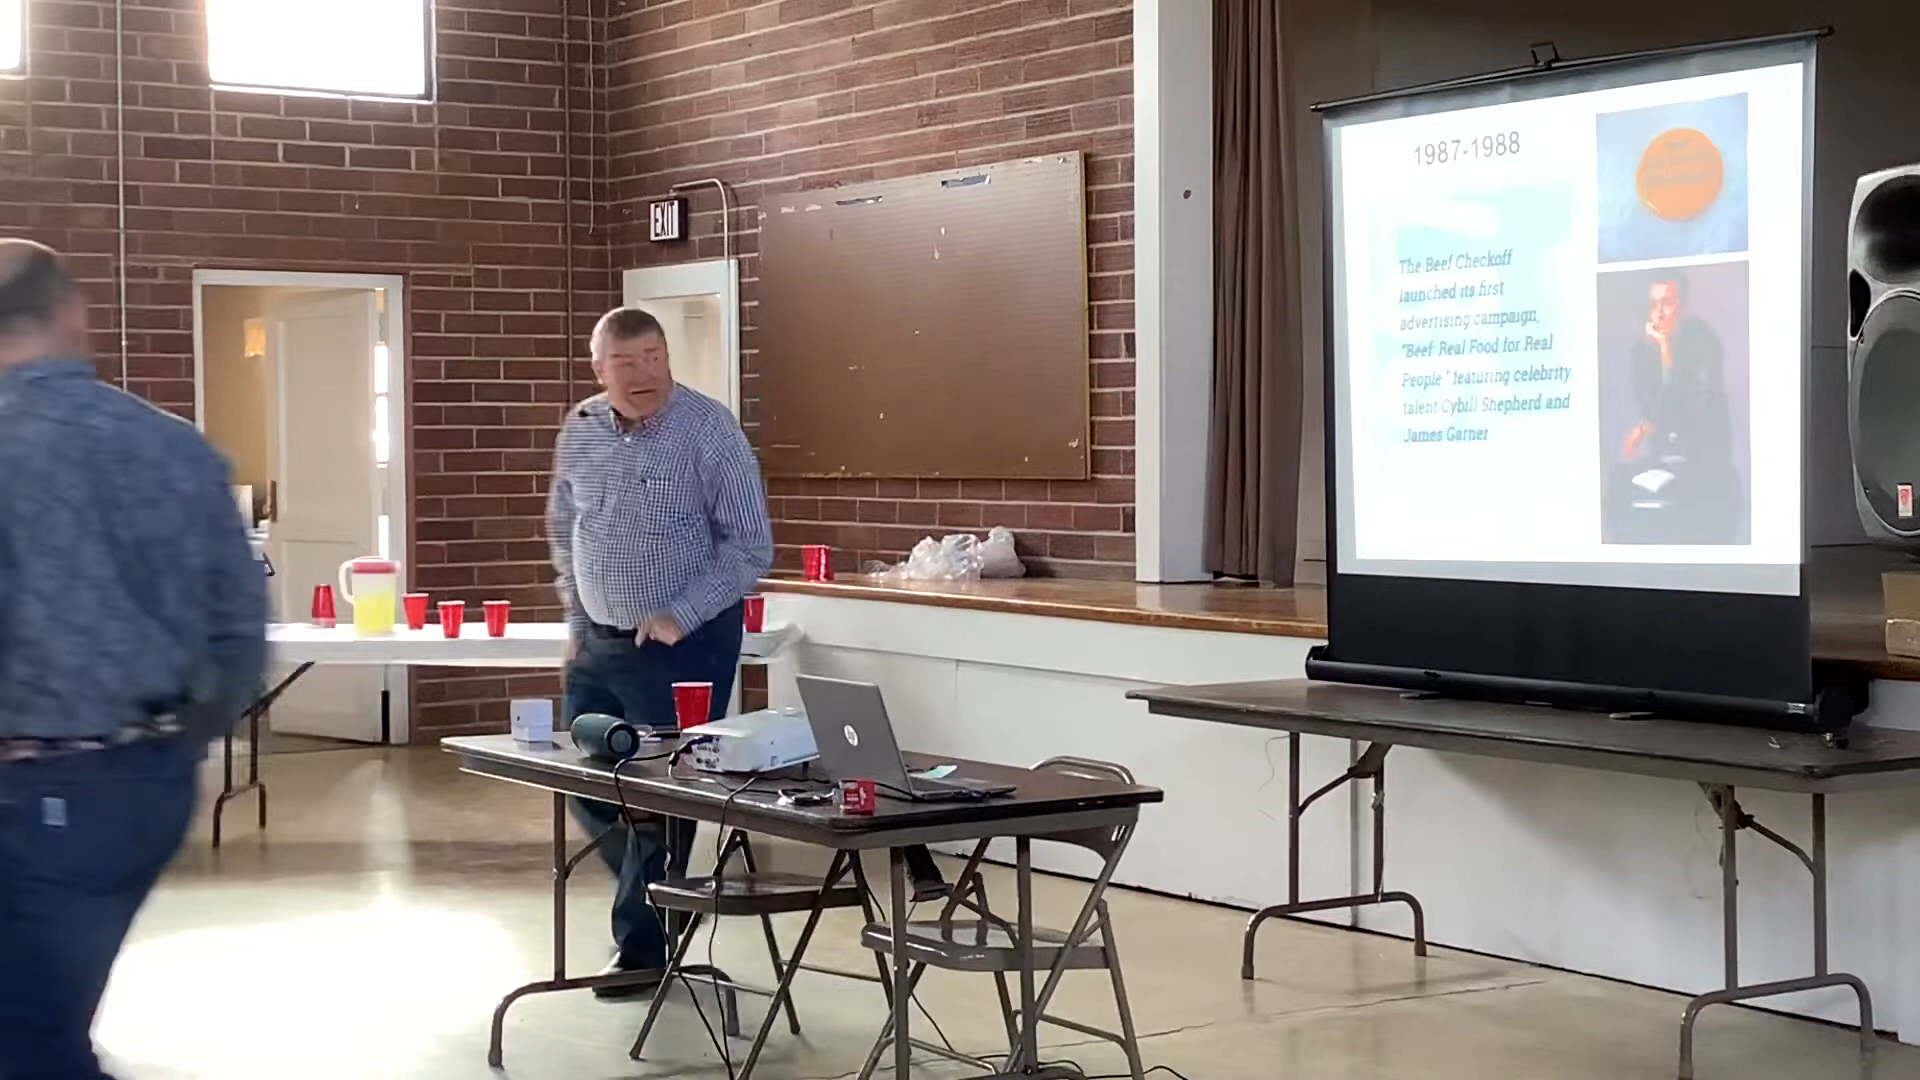 EXIT
1987-1988
The Beef Checkoff
launched its first
advertising campaign,
"Beef Real Food for Real
People" featuring celebrity
talent Cybill Shepherd and
James Garner
hp